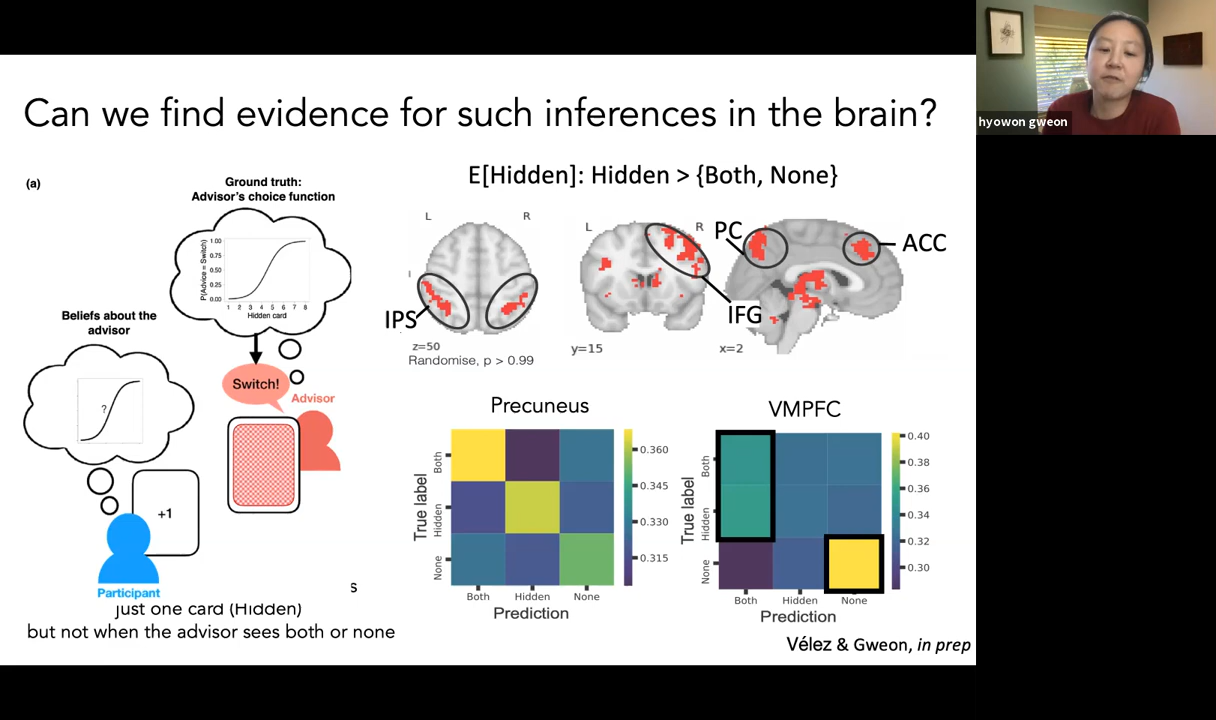 hyowon gweon
Can we find evidence for such inferences in the brain?
(a)
Ground truth:
Advisor's choice function
P(Advice = Switch)
1.00
0.75
0.50
0.25
0.00
1 2 3 4 5 6 7 8
Hidden card
Beliefs about the
advisor
?
Switch!
Advisor
+1
Participant
s
just one card (Hidden)
but not when the advisor sees both or none
E[Hidden]: Hidden > {Both, None}
L R
L R
PC
ACC
IPS
IFG
z=50
y=15
x=2
Randomise, p > 0.99
Precuneus
True label
Both
Hidden
None
Both Hidden None
Prediction
0.360
0.345
0.330
0.315
VMPFC
True label
Both
Hidden
None
Both Hidden None
Prediction
0.40
0.38
0.36
0.34
0.32
0.30
Vélez & Gweon, in prep